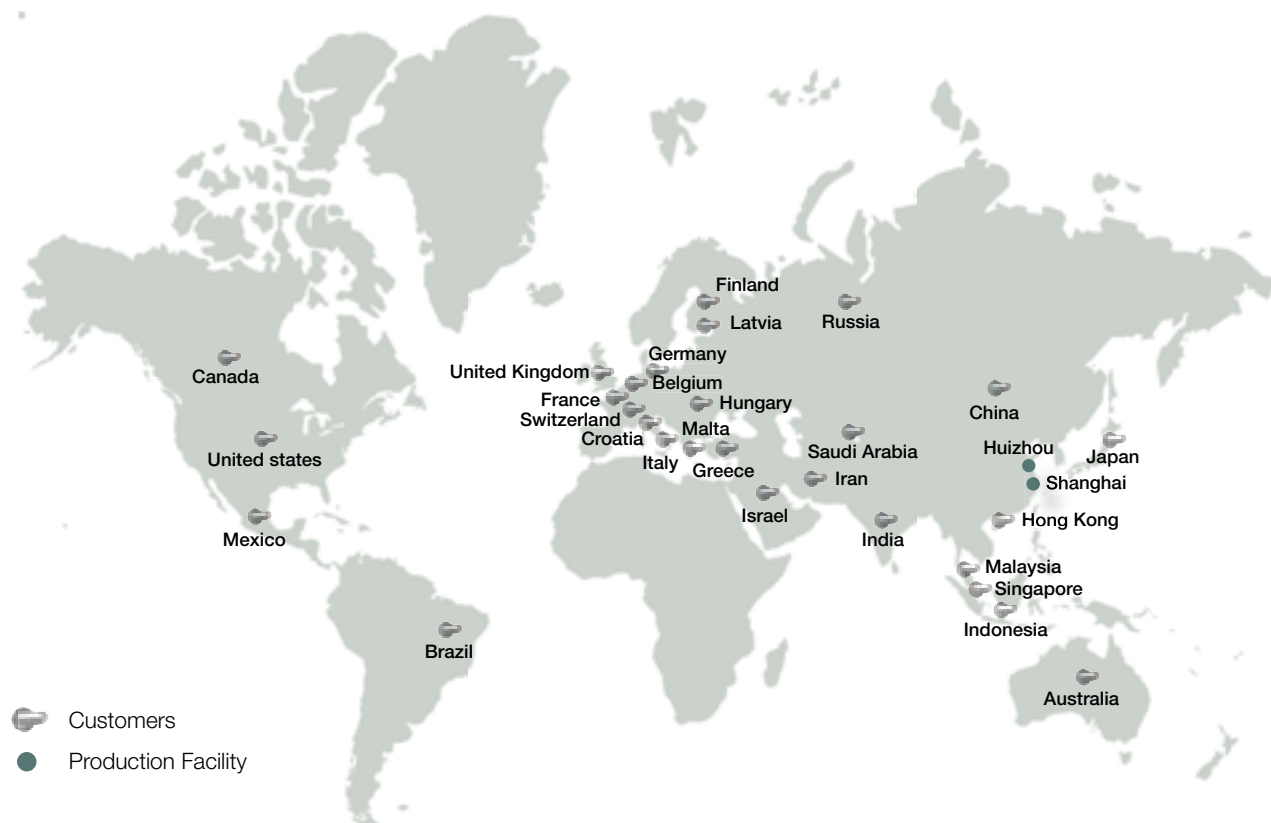 Finland
Latvia
Russia
Germany
United Kingdom
Belgium
Canada
France
Hungary
China
Switzerland
Malta
Croatia
Saudi Arabia
Huizhou
Japan
United states
Italy
Greece
Iran
Shanghai
Israel
Hong Kong
Mexico
India
Malaysia
Singapore
Indonesia
Brazil
Australia
Customers
Production Facility